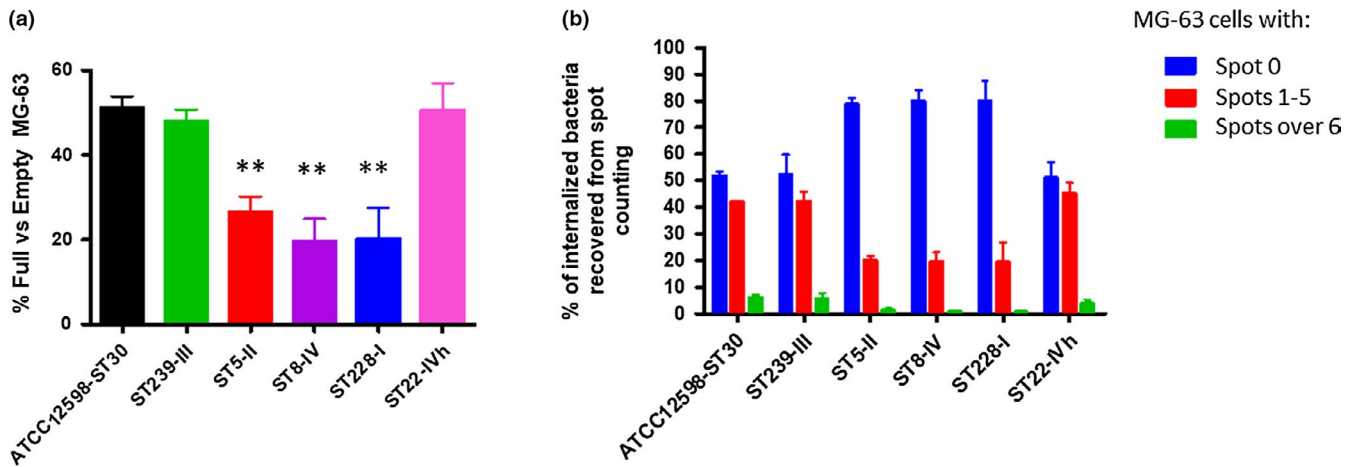 (a)
% Full vs Empty MG-63
60
40
20
0
**
**
**
ATCC12598-ST30
ST239-III
ST5-II
ST8-IV
ST228-I
ST22-IVh
(b)
% of internalized bacteria
recovered from spot
counting
100
90
80
70
60
50
40
30
20
10
0
ATCC12598-ST30
ST239-III
ST5-II
ST8-IV
ST228-I
ST22-IVh
MG-63 cells with:
Spot 0
Spots 1-5
Spots over 6